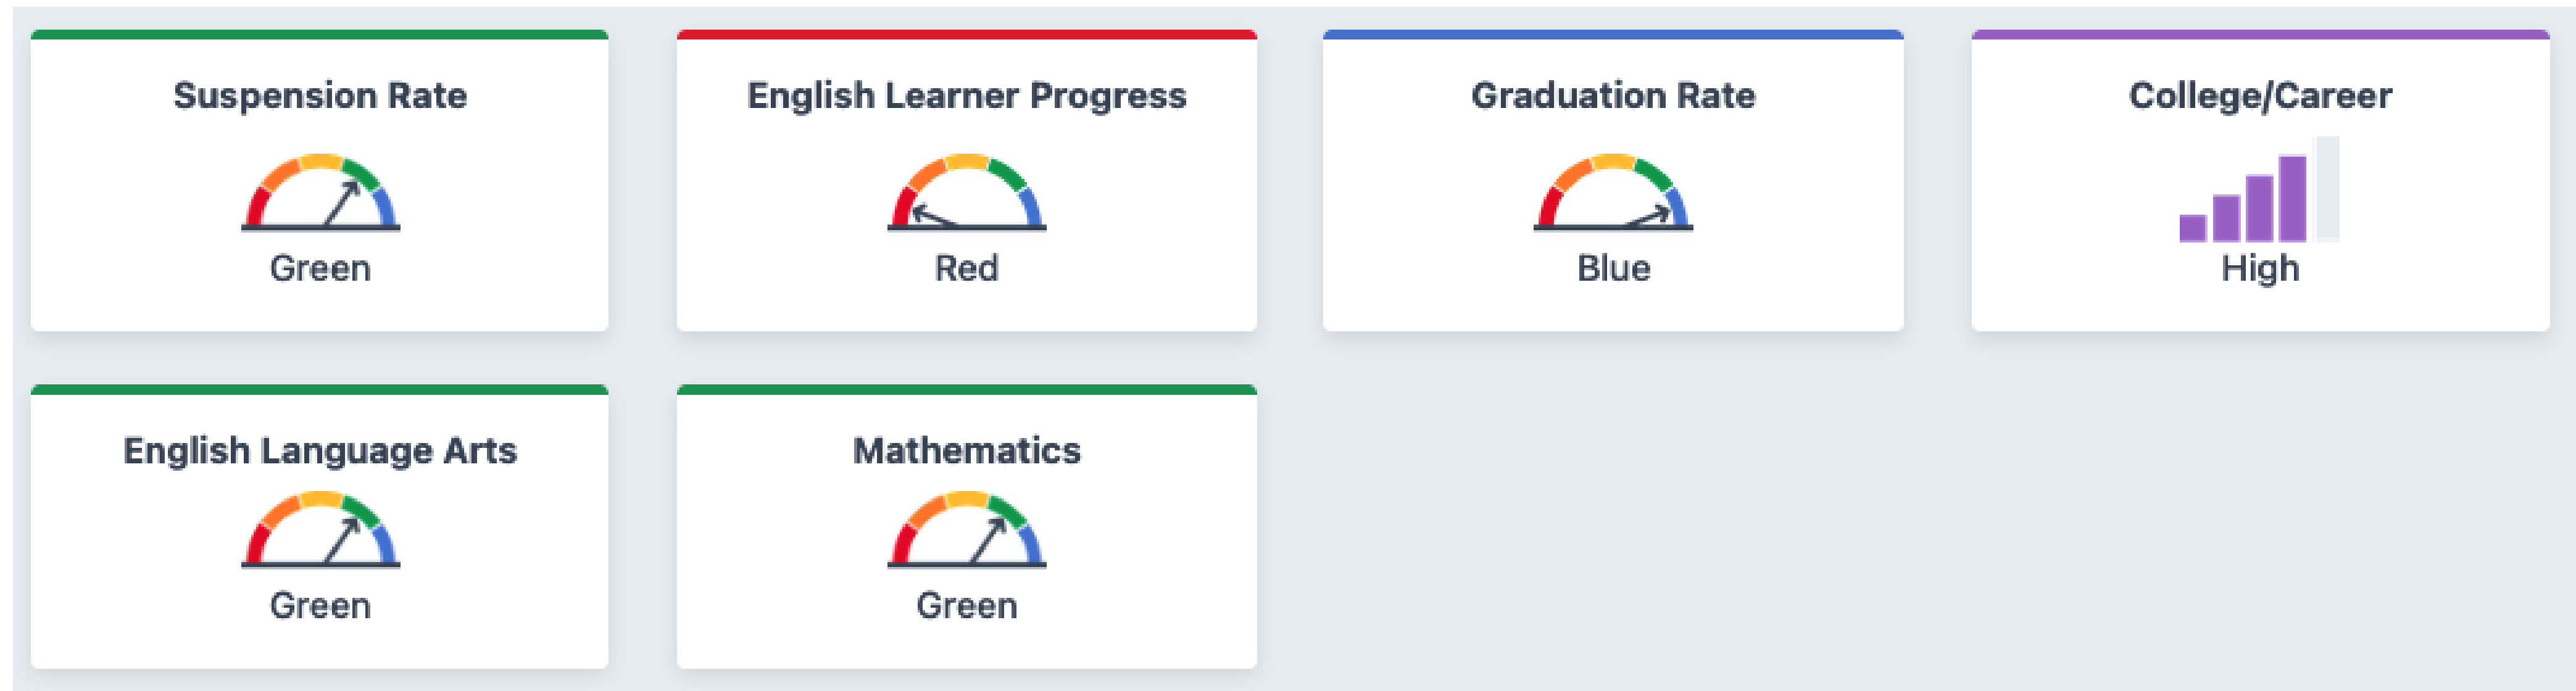 Suspension Rate
Green
English Learner Progress
Red
Graduation Rate
Blue
College/Career
High
English Language Arts
Green
Mathematics
Green